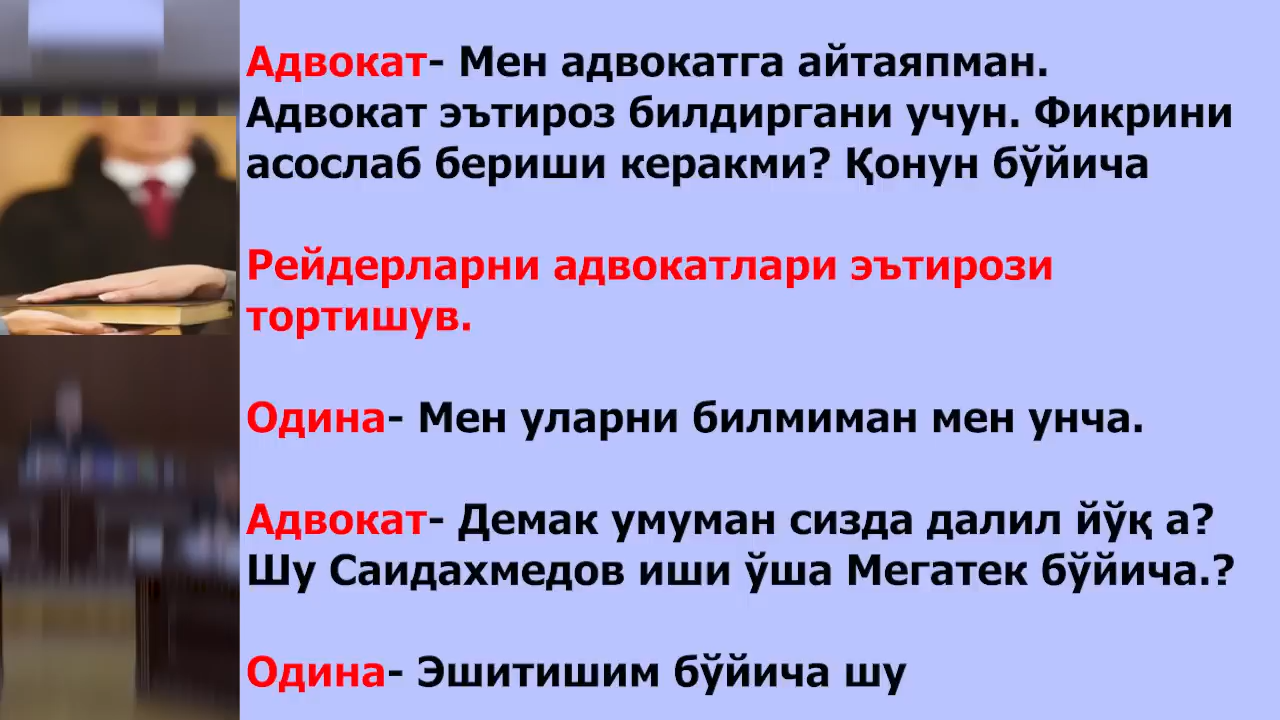 Адвокат- Мен адвокатга айтаяпман.
Адвокат эътироз билдиргани учун. Фикрини
асослаб бериши керакми? Қонун бўйича
Рейдерларни адвокатлари эътирози
тортишув.
Одина- Мен уларни билмиман мен унча.
Адвокат- Демак умуман сизда далил йўқ а?
Шу Саидахмедов иши ўша Мегатек бўйича.?
Одина- Эшитишим бўйича шу